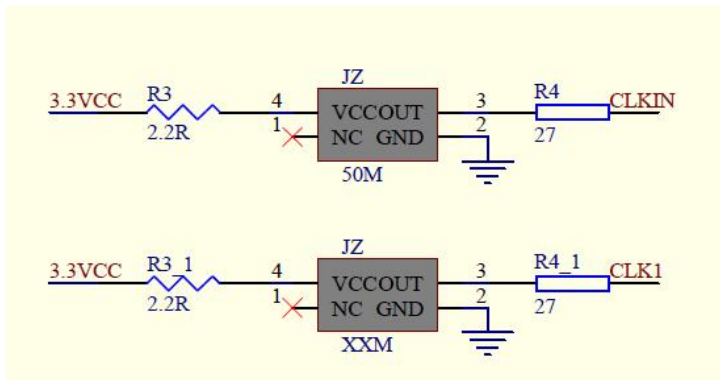 JZ
3.3VCC R3 4 VCCOUT 3 R4 CLKIN
2.2R 1 NC GND 2 27
50M
JZ
3.3VCC R3_1 4 VCCOUT 3 R4_1 CLK1
2.2R 1 NC GND 2 27
XXM